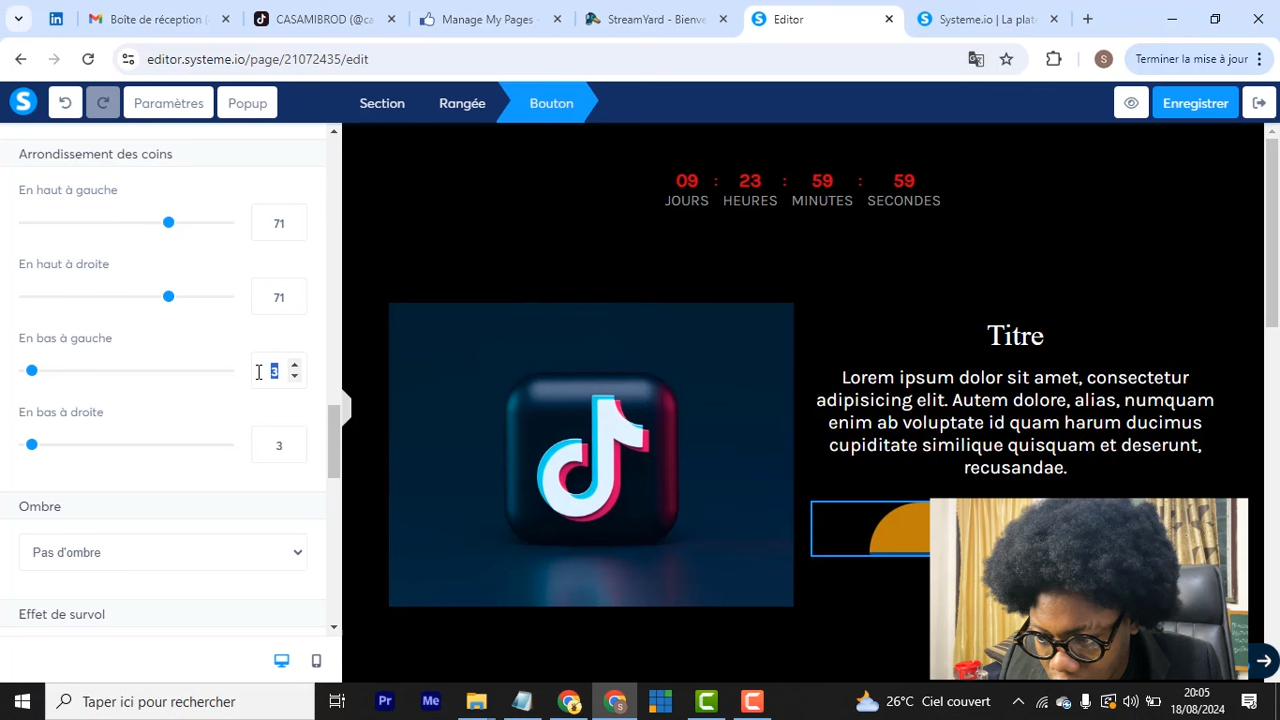 Boîte de réception (
CASAMIBROD (@ca
Manage My Pages -
StreamYard - Bienve
Editor
Systeme.io | La plate
editor.systeme.io/page/21072435/edit
S
Terminer la mise à jour
Paramètres
Popup
Section
Rangée
Bouton
Enregistrer
Arrondissement des coins
En haut à gauche
71
En haut à droite
71
En bas à gauche
3
En bas à droite
3
Ombre
Pas d'ombre
Effet de survol
09 : 23 : 59 : 59
JOURS HEURES MINUTES SECONDES
Titre
Lorem ipsum dolor sit amet, consectetur
adipisicing elit. Autem dolore, alias, numquam
enim ab voluptate id quam harum ducimus
cupiditate similique quisquam et deserunt,
recusandae.
Taper ici pour rechercher
Pr
Me
26°C Ciel couvert
20:05
18/08/2024